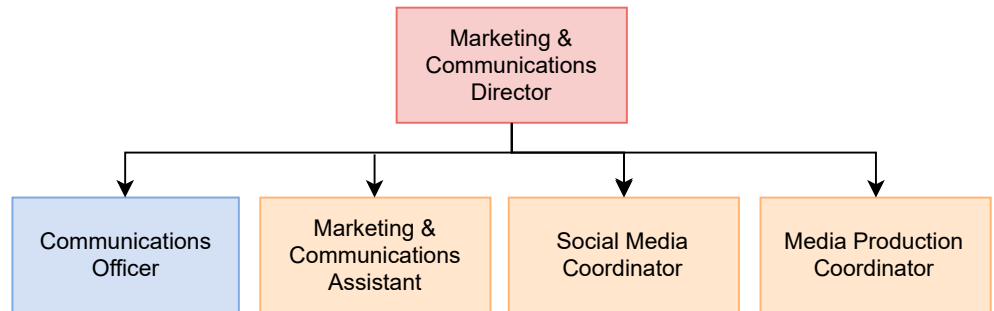 Marketing &
Communications
Director
Communications
Officer
Marketing &
Communications
Assistant
Social Media
Coordinator
Media Production
Coordinator